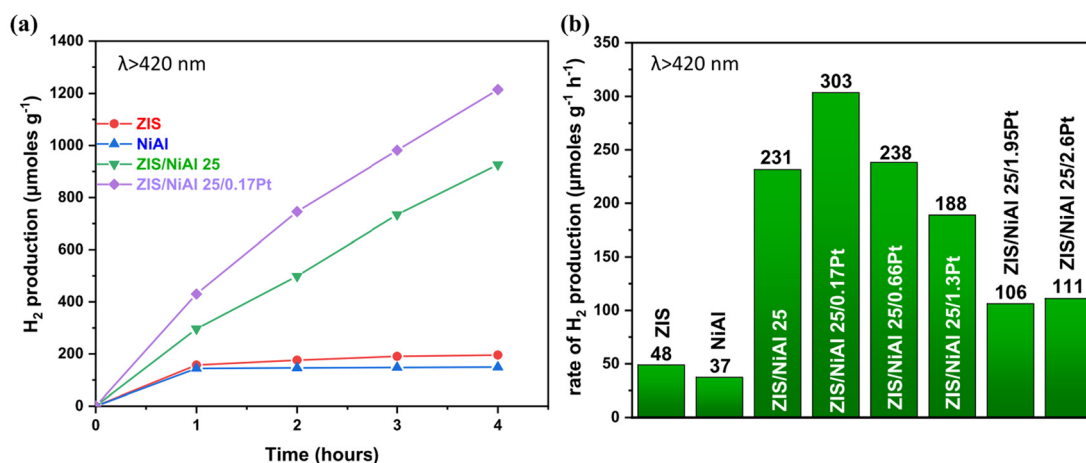 (a)
1400
1200
1000
800
600
400
200
0
H₂ production (µmoles g⁻¹)
λ>420 nm
ZIS
NiAl
ZIS/NiAl 25
ZIS/NiAl 25/0.17Pt
0 1 2 3 4
Time (hours)
(b)
350
300
250
200
150
100
50
0
rate of H₂ production (µmoles g⁻¹ h⁻¹)
λ>420 nm
ZIS
48
NiAl
37
231
ZIS/NiAl 25
303
ZIS/NiAl 25/0.17Pt
238
ZIS/NiAl 25/0.66Pt
188
ZIS/NiAl 25/1.3Pt
ZIS/NiAl 25/1.95Pt
106
ZIS/NiAl 25/2.6Pt
111